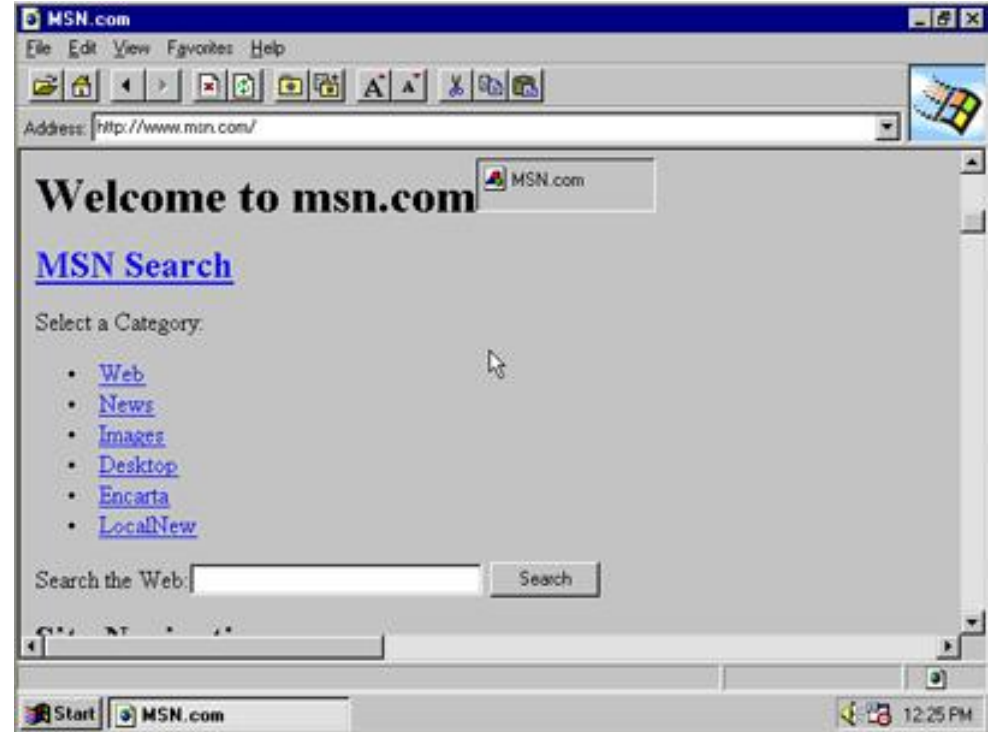 MSN.com
File Edit View Favorites Help
A A
Address: http://www.msn.com/
Welcome to msn.com MSN.com
MSN Search
Select a Category:
• Web
• News
• Images
• Desktop
• Encarta
• LocalNew
Search the Web: Search
Site Navigation
Start MSN.com 12:25 PM